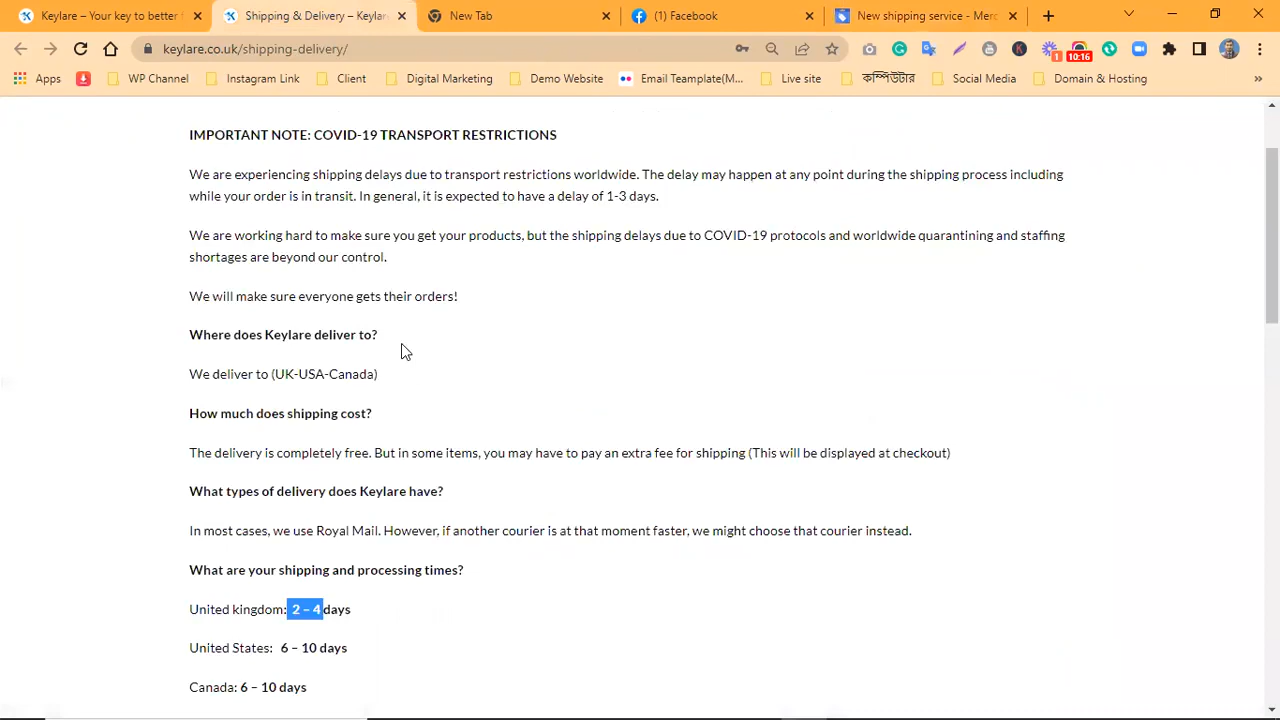 Keylare – Your key to better
Shipping & Delivery – Keylar
New Tab
(1) Facebook
New shipping service - Merc
keylare.co.uk/shipping-delivery/
1
10:16
Apps
WP Channel
Instagram Link
Client
Digital Marketing
Demo Website
Email Teamplate(M...
Live site
কম্পিউটার
Social Media
Domain & Hosting
IMPORTANT NOTE: COVID-19 TRANSPORT RESTRICTIONS
We are experiencing shipping delays due to transport restrictions worldwide. The delay may happen at any point during the shipping process including
while your order is in transit. In general, it is expected to have a delay of 1-3 days.
We are working hard to make sure you get your products, but the shipping delays due to COVID-19 protocols and worldwide quarantining and staffing
shortages are beyond our control.
We will make sure everyone gets their orders!
Where does Keylare deliver to?
We deliver to (UK-USA-Canada)
How much does shipping cost?
The delivery is completely free. But in some items, you may have to pay an extra fee for shipping (This will be displayed at checkout)
What types of delivery does Keylare have?
In most cases, we use Royal Mail. However, if another courier is at that moment faster, we might choose that courier instead.
What are your shipping and processing times?
United kingdom: 2 – 4 days
United States: 6 – 10 days
Canada: 6 – 10 days